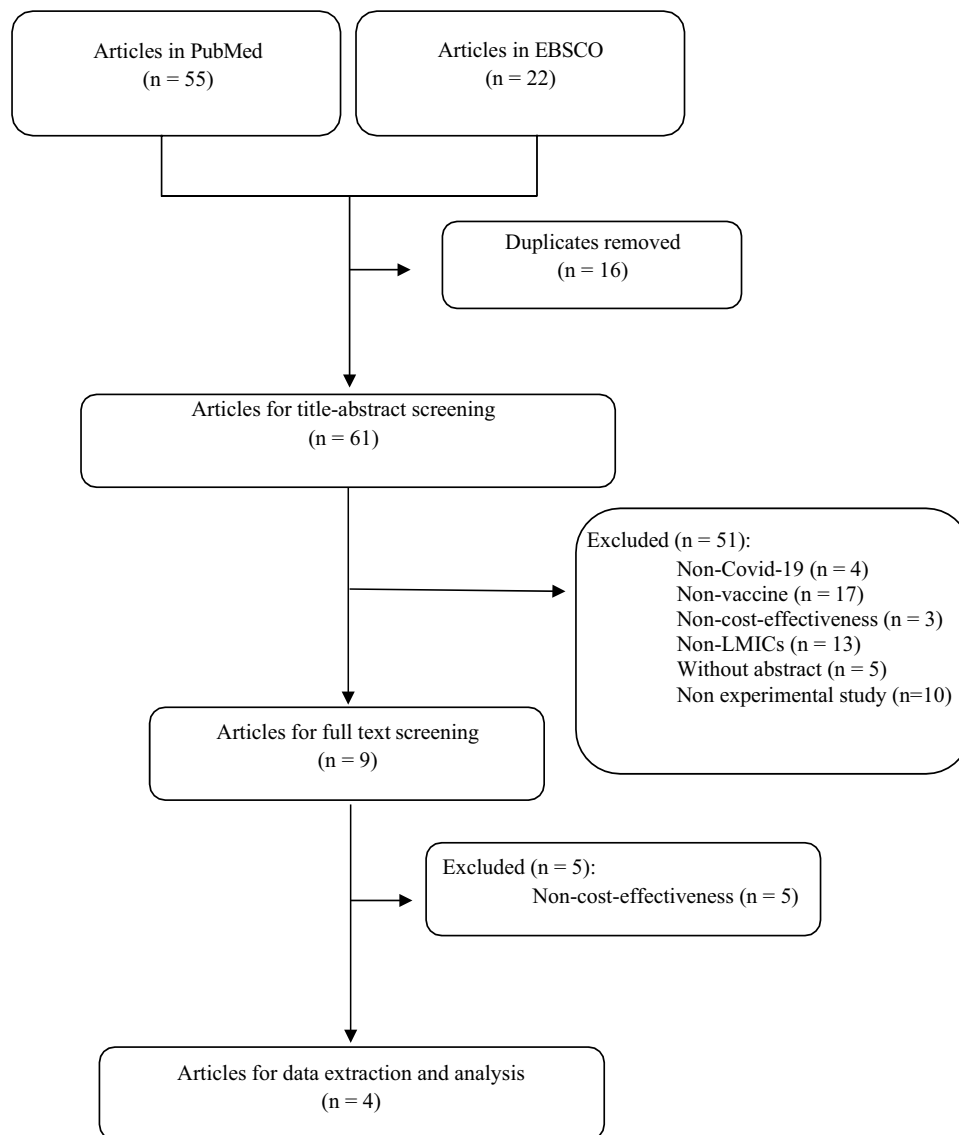 Articles in PubMed
(n = 55)
Articles in EBSCO
(n = 22)
Duplicates removed
(n = 16)
Articles for title-abstract screening
(n = 61)
Excluded (n = 51):
Non-Covid-19 (n = 4)
Non-vaccine (n = 17)
Non-cost-effectiveness (n = 3)
Non-LMICs (n = 13)
Without abstract (n = 5)
Non experimental study (n=10)
Articles for full text screening
(n = 9)
Excluded (n = 5):
Non-cost-effectiveness (n = 5)
Articles for data extraction and analysis
(n = 4)